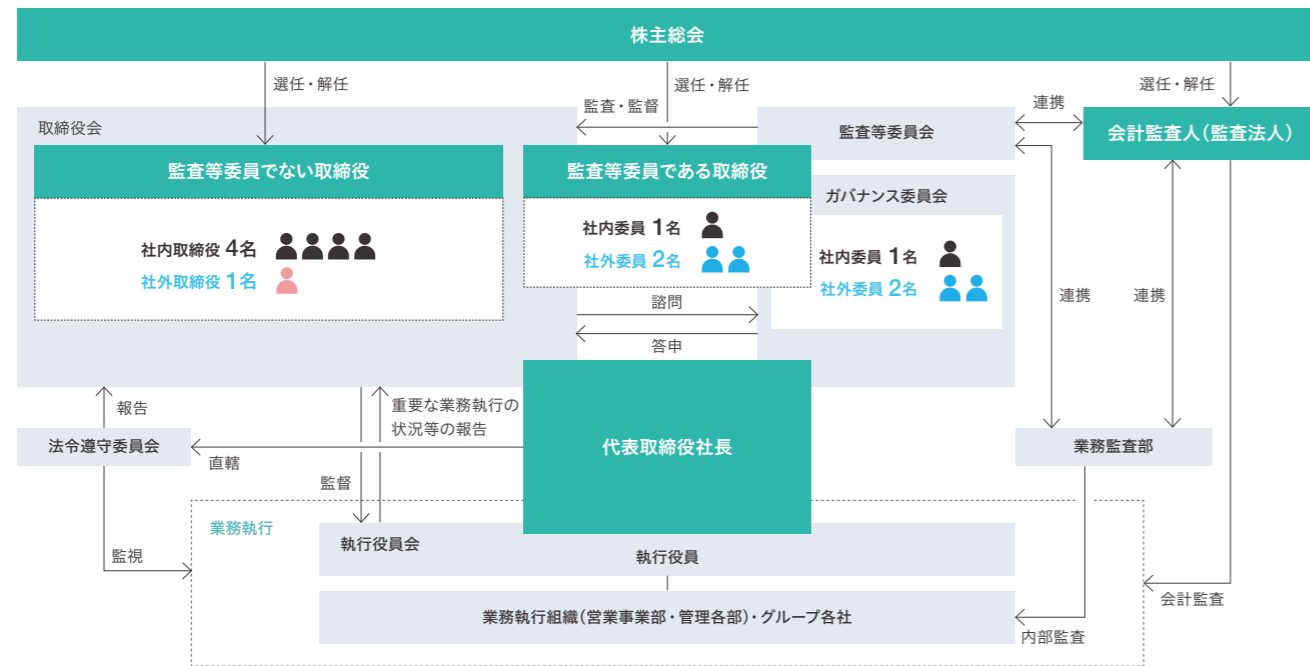 株主総会
選任・解任
選任・解任
選任・解任
監査・監督
連携
取締役会
監査等委員会
会計監査人（監査法人）
監査等委員でない取締役
監査等委員である取締役
ガバナンス委員会
社内取締役 4名
社外取締役 1名
社内委員 1名
社外委員 2名
社内委員 1名
社外委員 2名
諮問
答申
連携
連携
報告
重要な業務執行の
状況等の報告
代表取締役社長
法令遵守委員会
直轄
業務監査部
監督
業務執行
執行役員会
執行役員
監視
会計監査
業務執行組織（営業事業部・管理各部）・グループ各社
内部監査